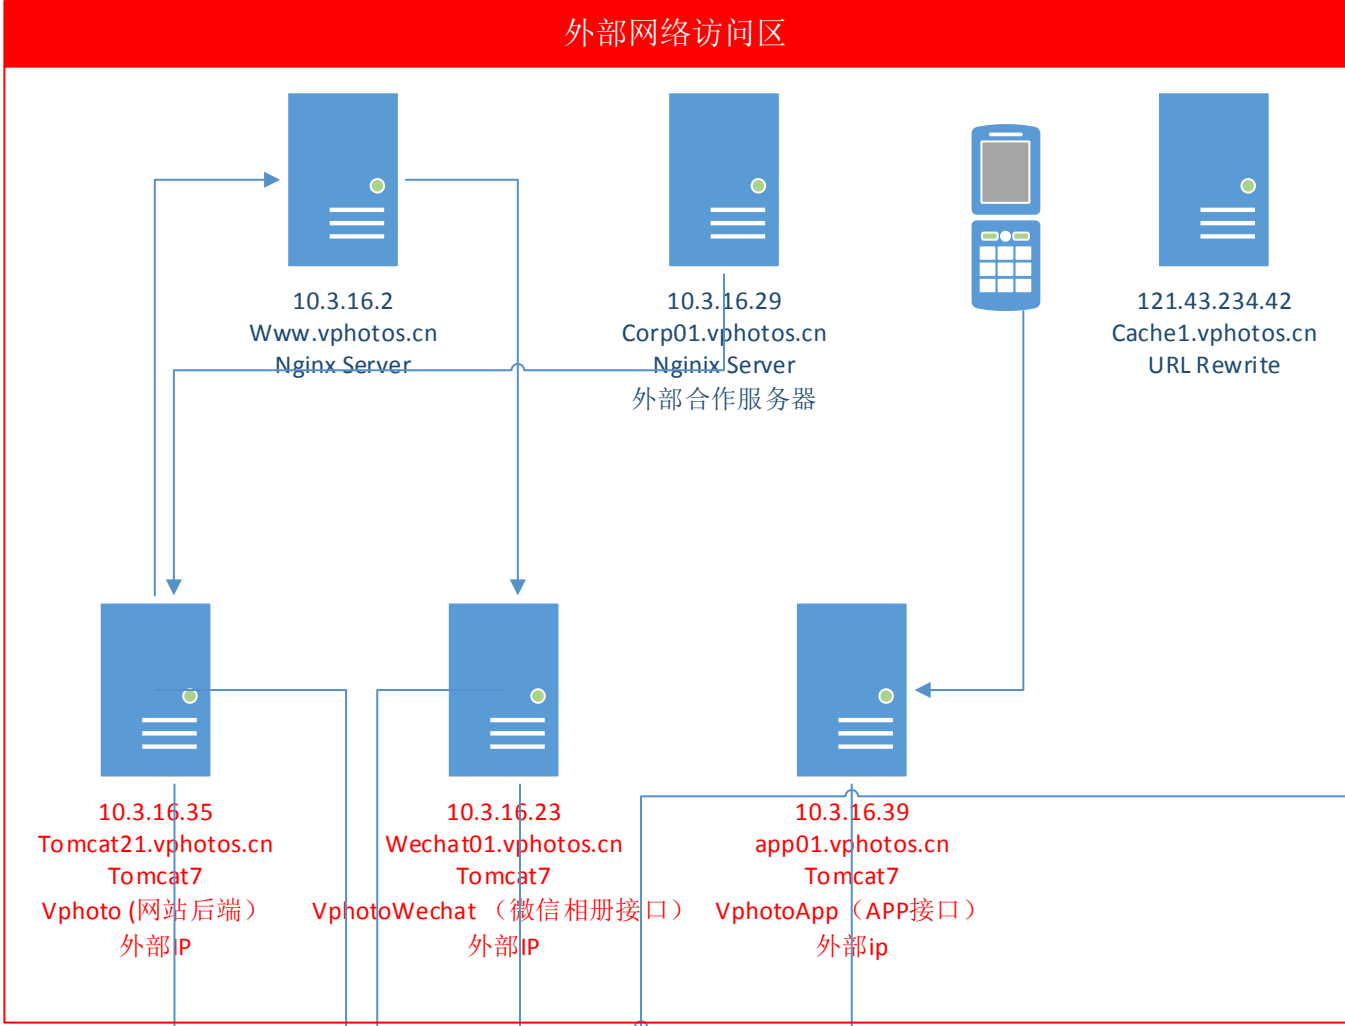 外部网络访问区
10.3.16.2
Www.vphotos.cn
Nginx Server
10.3.16.29
Corp01.vphotos.cn
Nginix Server
外部合作服务器
121.43.234.42
Cache1.vphotos.cn
URL Rewrite
10.3.16.35
Tomcat21.vphotos.cn
Tomcat7
Vphoto (网站后端）
外部IP
10.3.16.23
Wechat01.vphotos.cn
Tomcat7
VphotoWechat （微信相册接口）
外部IP
10.3.16.39
app01.vphotos.cn
Tomcat7
VphotoApp（APP接口）
外部ip